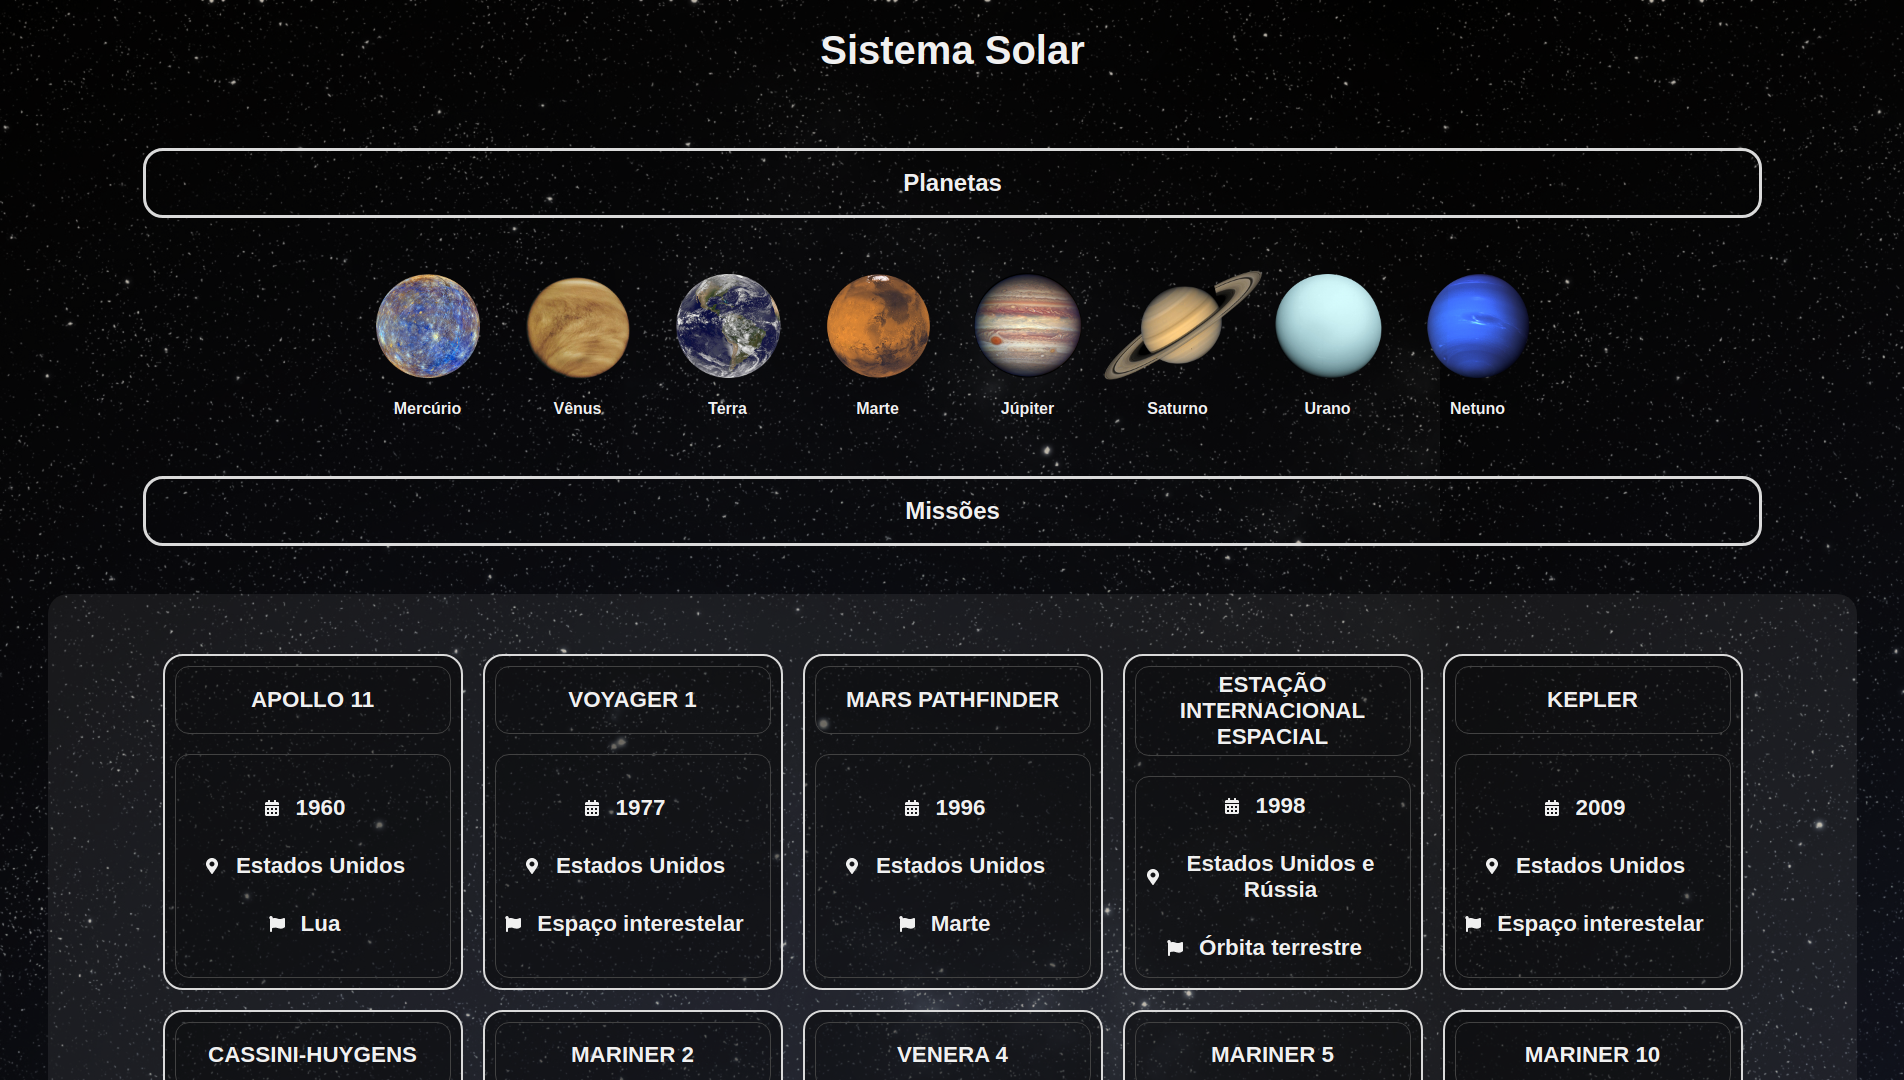 Sistema Solar
Planetas
Mercúrio
Vênus
Terra
Marte
Júpiter
Saturno
Urano
Netuno
Missões
APOLLO 11
1960
Estados Unidos
Lua
VOYAGER 1
1977
Estados Unidos
Espaço interestelar
MARS PATHFINDER
1996
Estados Unidos
Marte
ESTAÇÃO
INTERNACIONAL
ESPACIAL
1998
Estados Unidos e
Rússia
Órbita terrestre
KEPLER
2009
Estados Unidos
Espaço interestelar
CASSINI-HUYGENS
MARINER 2
VENERA 4
MARINER 5
MARINER 10